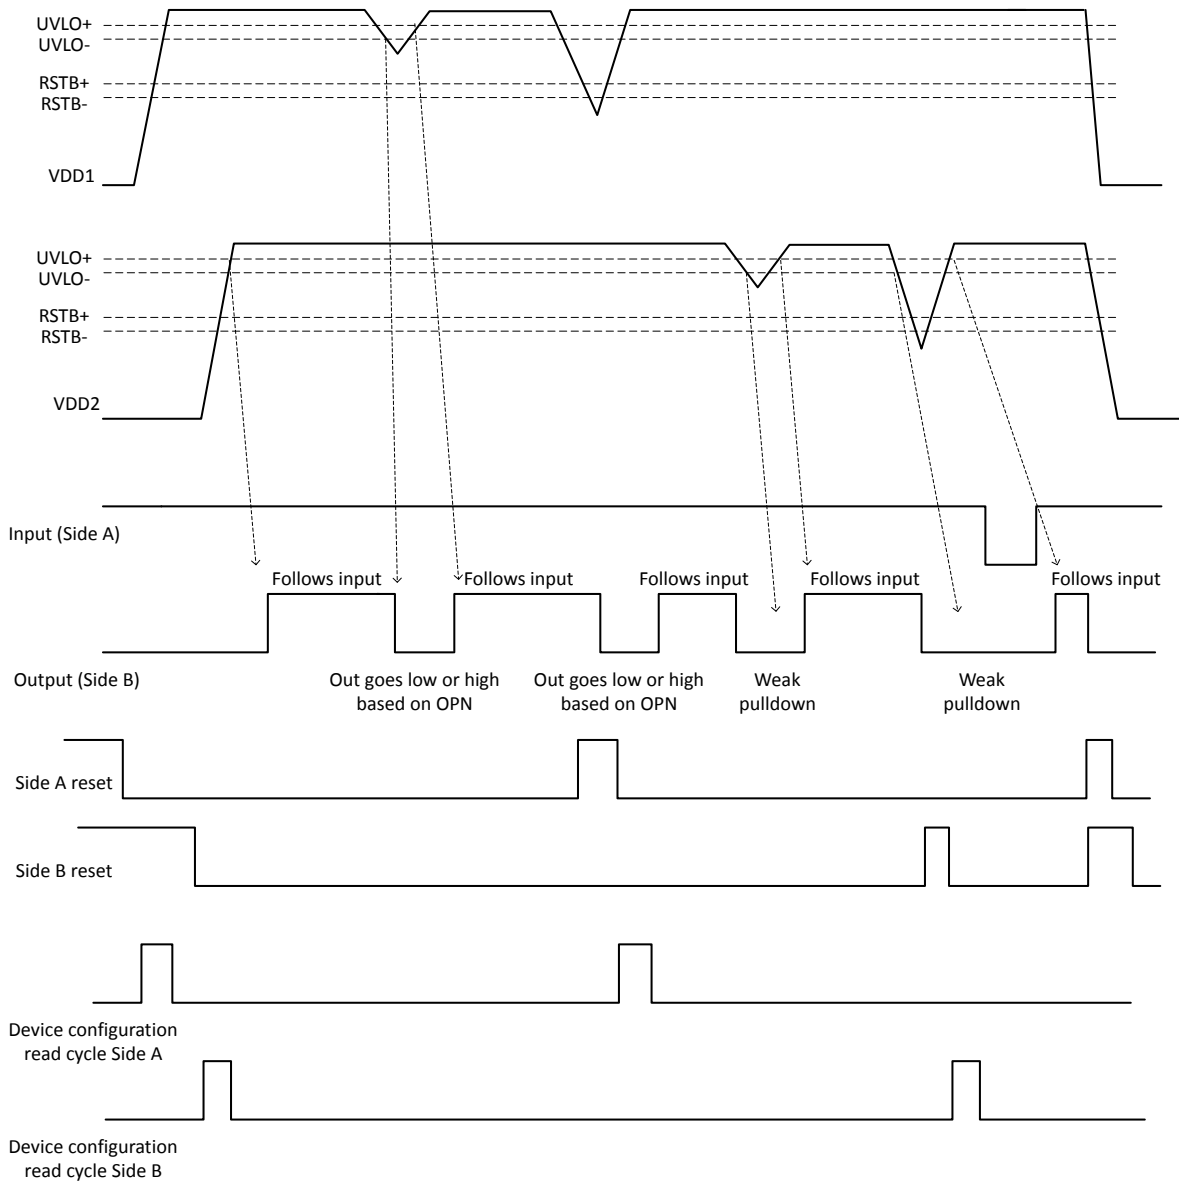 UVLO+
UVLO-
RSTB+
RSTB-
VDD1
UVLO+
UVLO-
RSTB+
RSTB-
VDD2
Input (Side A)
Follows input
Follows input
Follows input
Follows input
Follows input
Output (Side B)
Out goes low or high
based on OPN
Out goes low or high
based on OPN
Weak
pulldown
Weak
pulldown
Side A reset
Side B reset
Device configuration
read cycle Side A
Device configuration
read cycle Side B